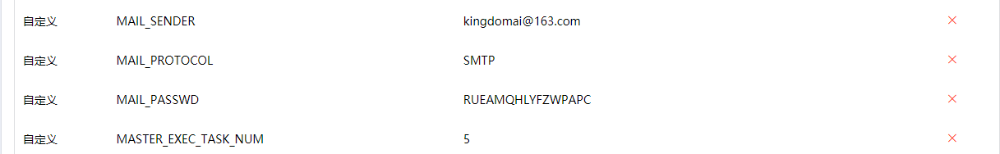 自定义 MAIL_SENDER kingdomai@163.com
自定义 MAIL_PROTOCOL SMTP
自定义 MAIL_PASSWD RUEAMQHLYFZWPAPC
自定义 MASTER_EXEC_TASK_NUM 5